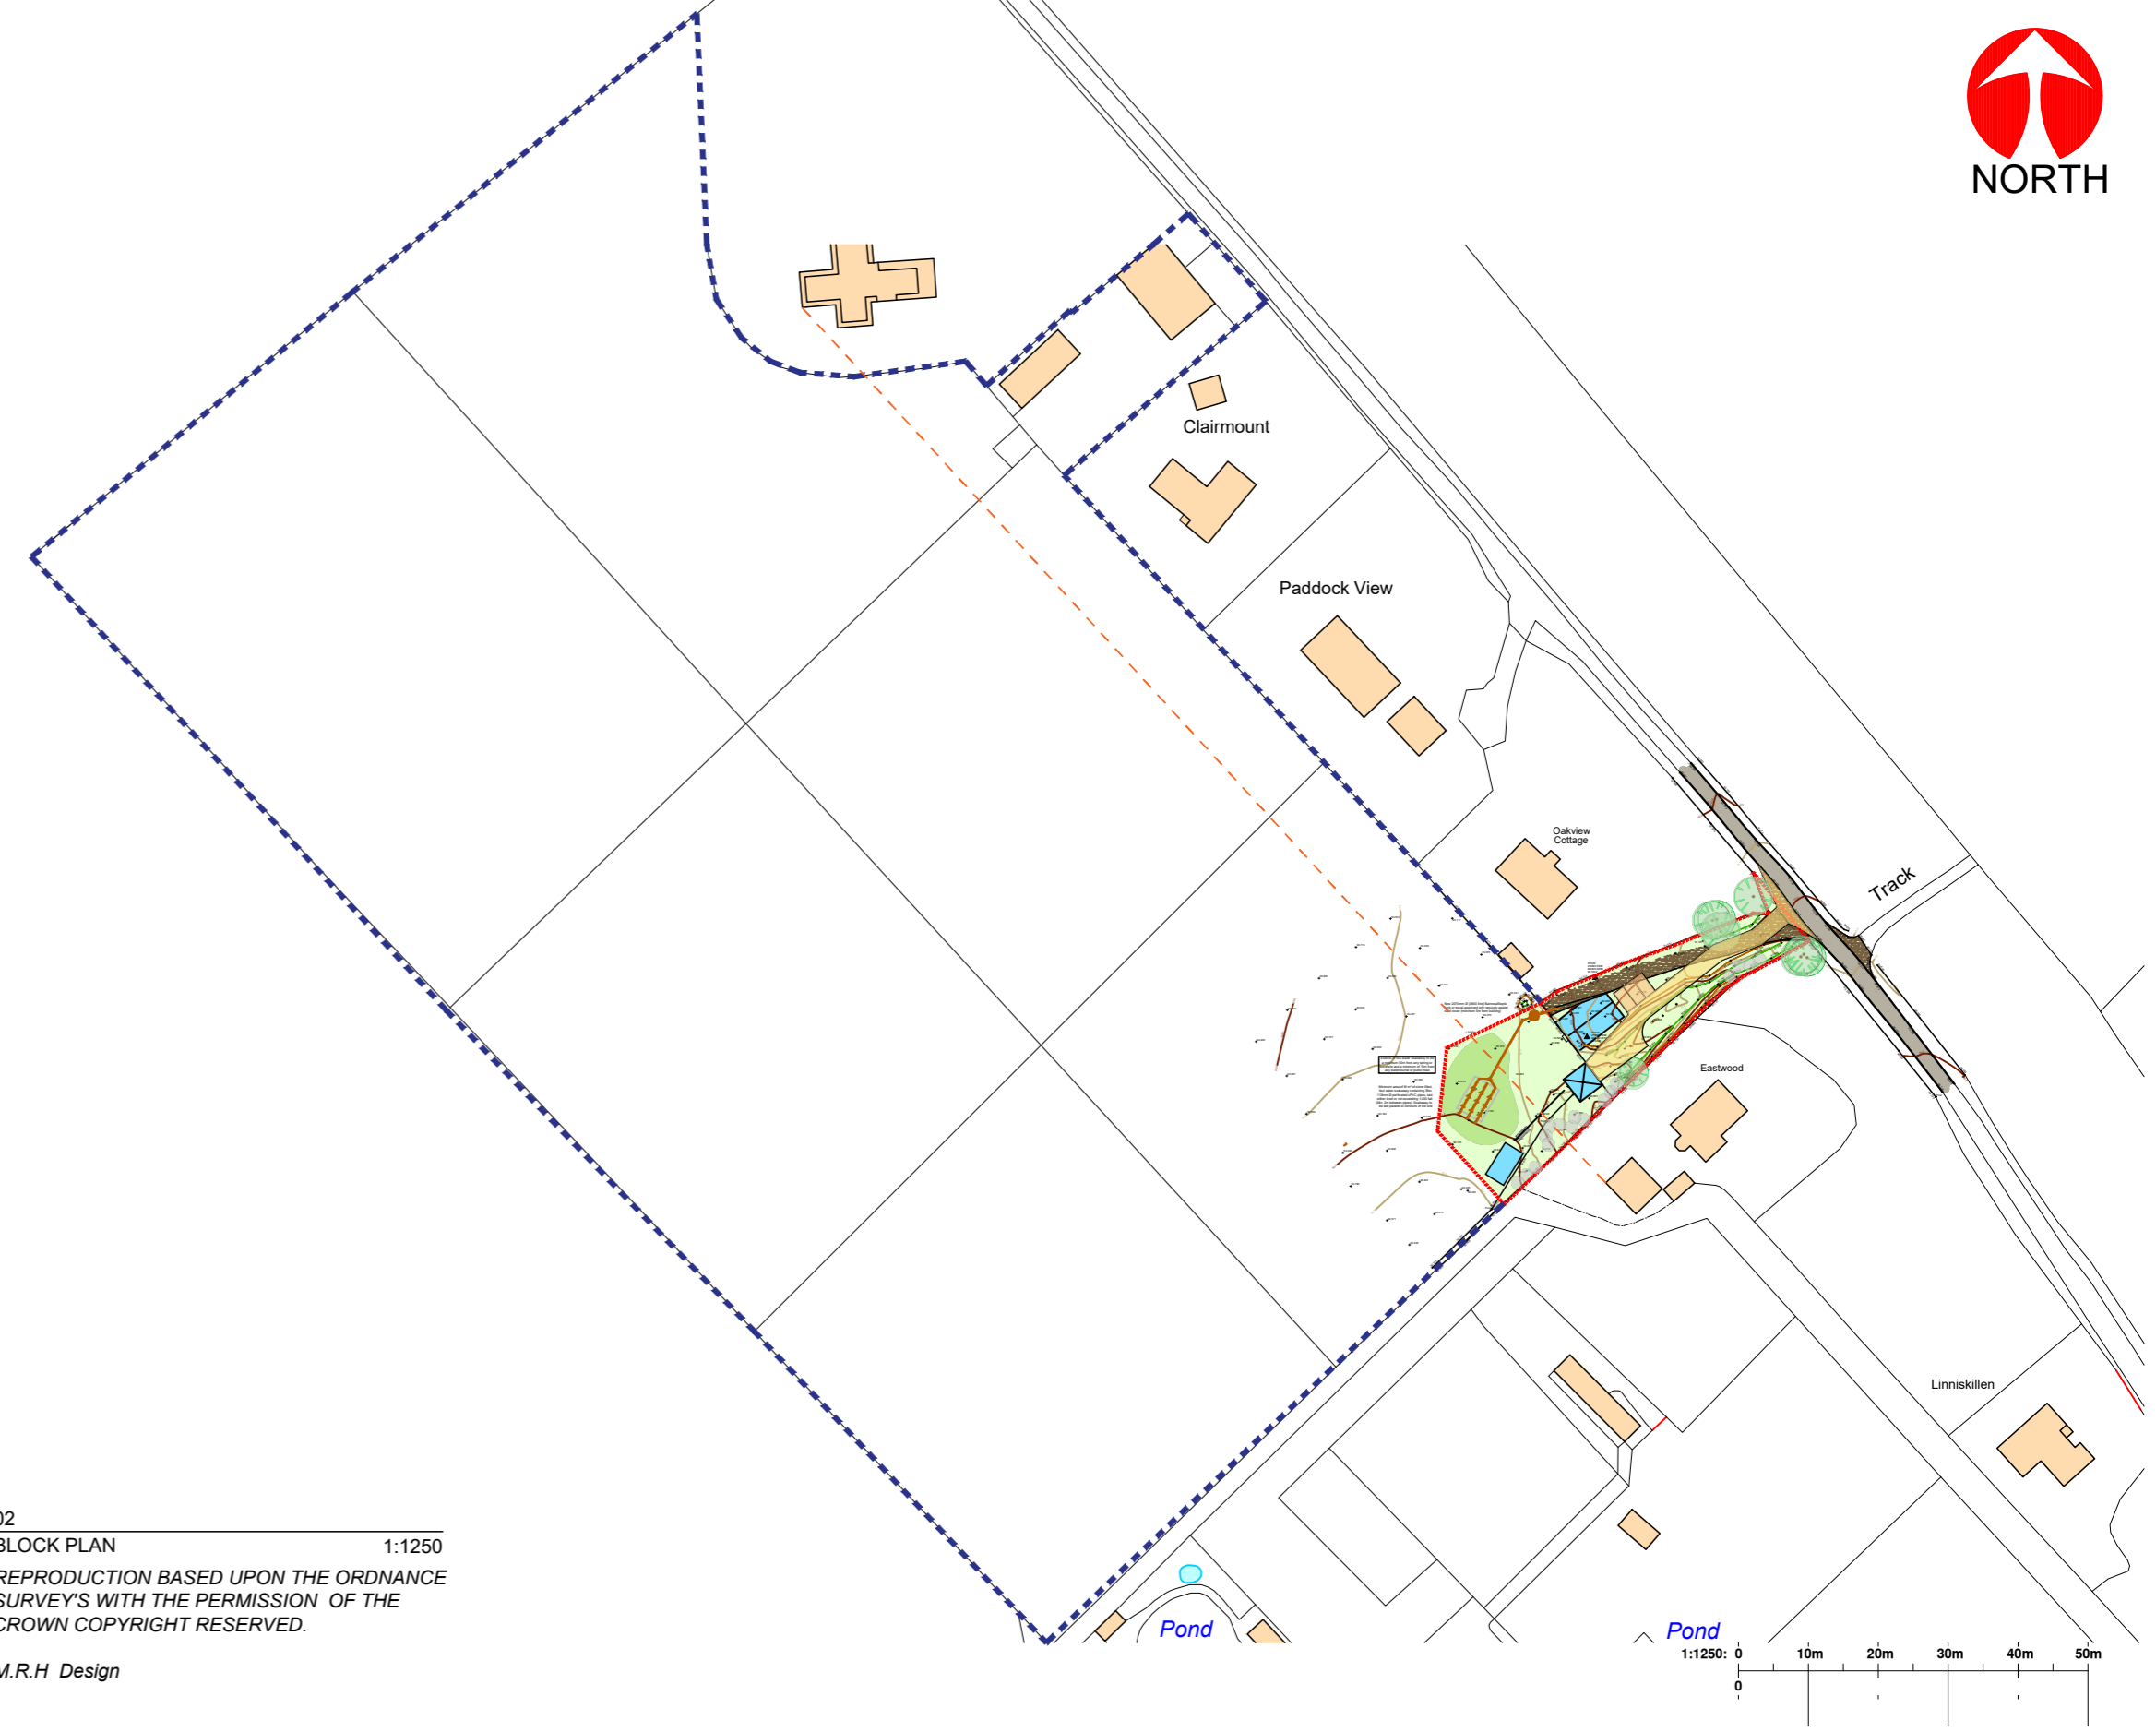 NORTH
Clairmount
Paddock View
Oakview
Cottage
Track
Eastwood
Linniskillen
Pond
Pond
02
BLOCK PLAN 1:1250
REPRODUCTION BASED UPON THE ORDNANCE
SURVEY'S WITH THE PERMISSION OF THE
CROWN COPYRIGHT RESERVED.
M.R.H Design
1:1250: 0 10m 20m 30m 40m 50m
0